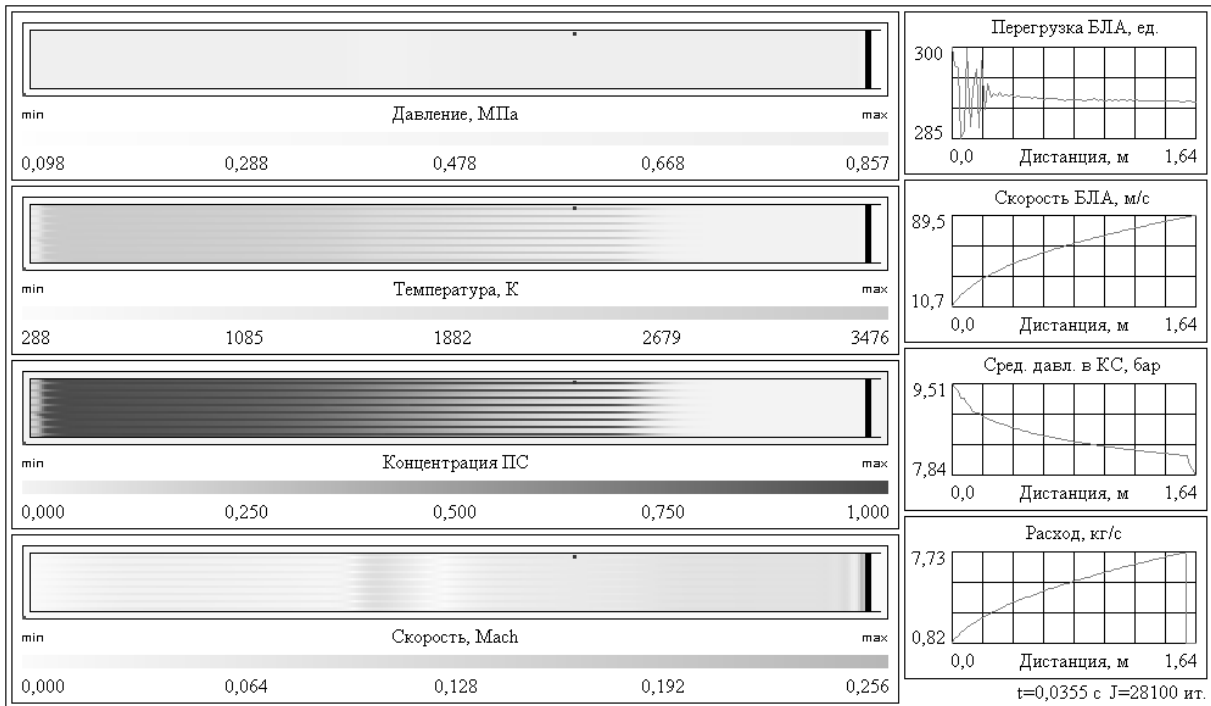 Давление, МПа
min max
0,098 0,288 0,478 0,668 0,857
Температура, К
min max
288 1085 1882 2679 3476
Концентрация ПС
min max
0,000 0,250 0,500 0,750 1,000
Скорость, Mach
min max
0,000 0,064 0,128 0,192 0,256
Перегрузка БЛА, ед.
300
285
0,0 Дистанция, м 1,64
Скорость БЛА, м/с
89,5
10,7
0,0 Дистанция, м 1,64
Сред. давл. в КС, бар
9,51
7,84
0,0 Дистанция, м 1,64
Расход, кг/с
7,73
0,82
0,0 Дистанция, м 1,64
t=0,0355 с J=28100 ит.